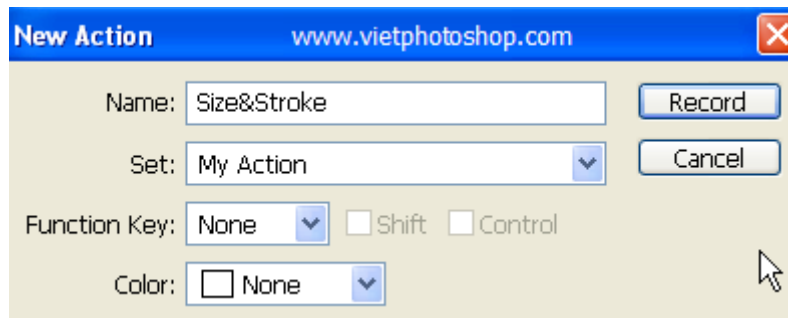 New Action www.vietphotoshop.com
Name: Size&Stroke Record
Set: My Action Cancel
Function Key: None Shift Control
Color: None